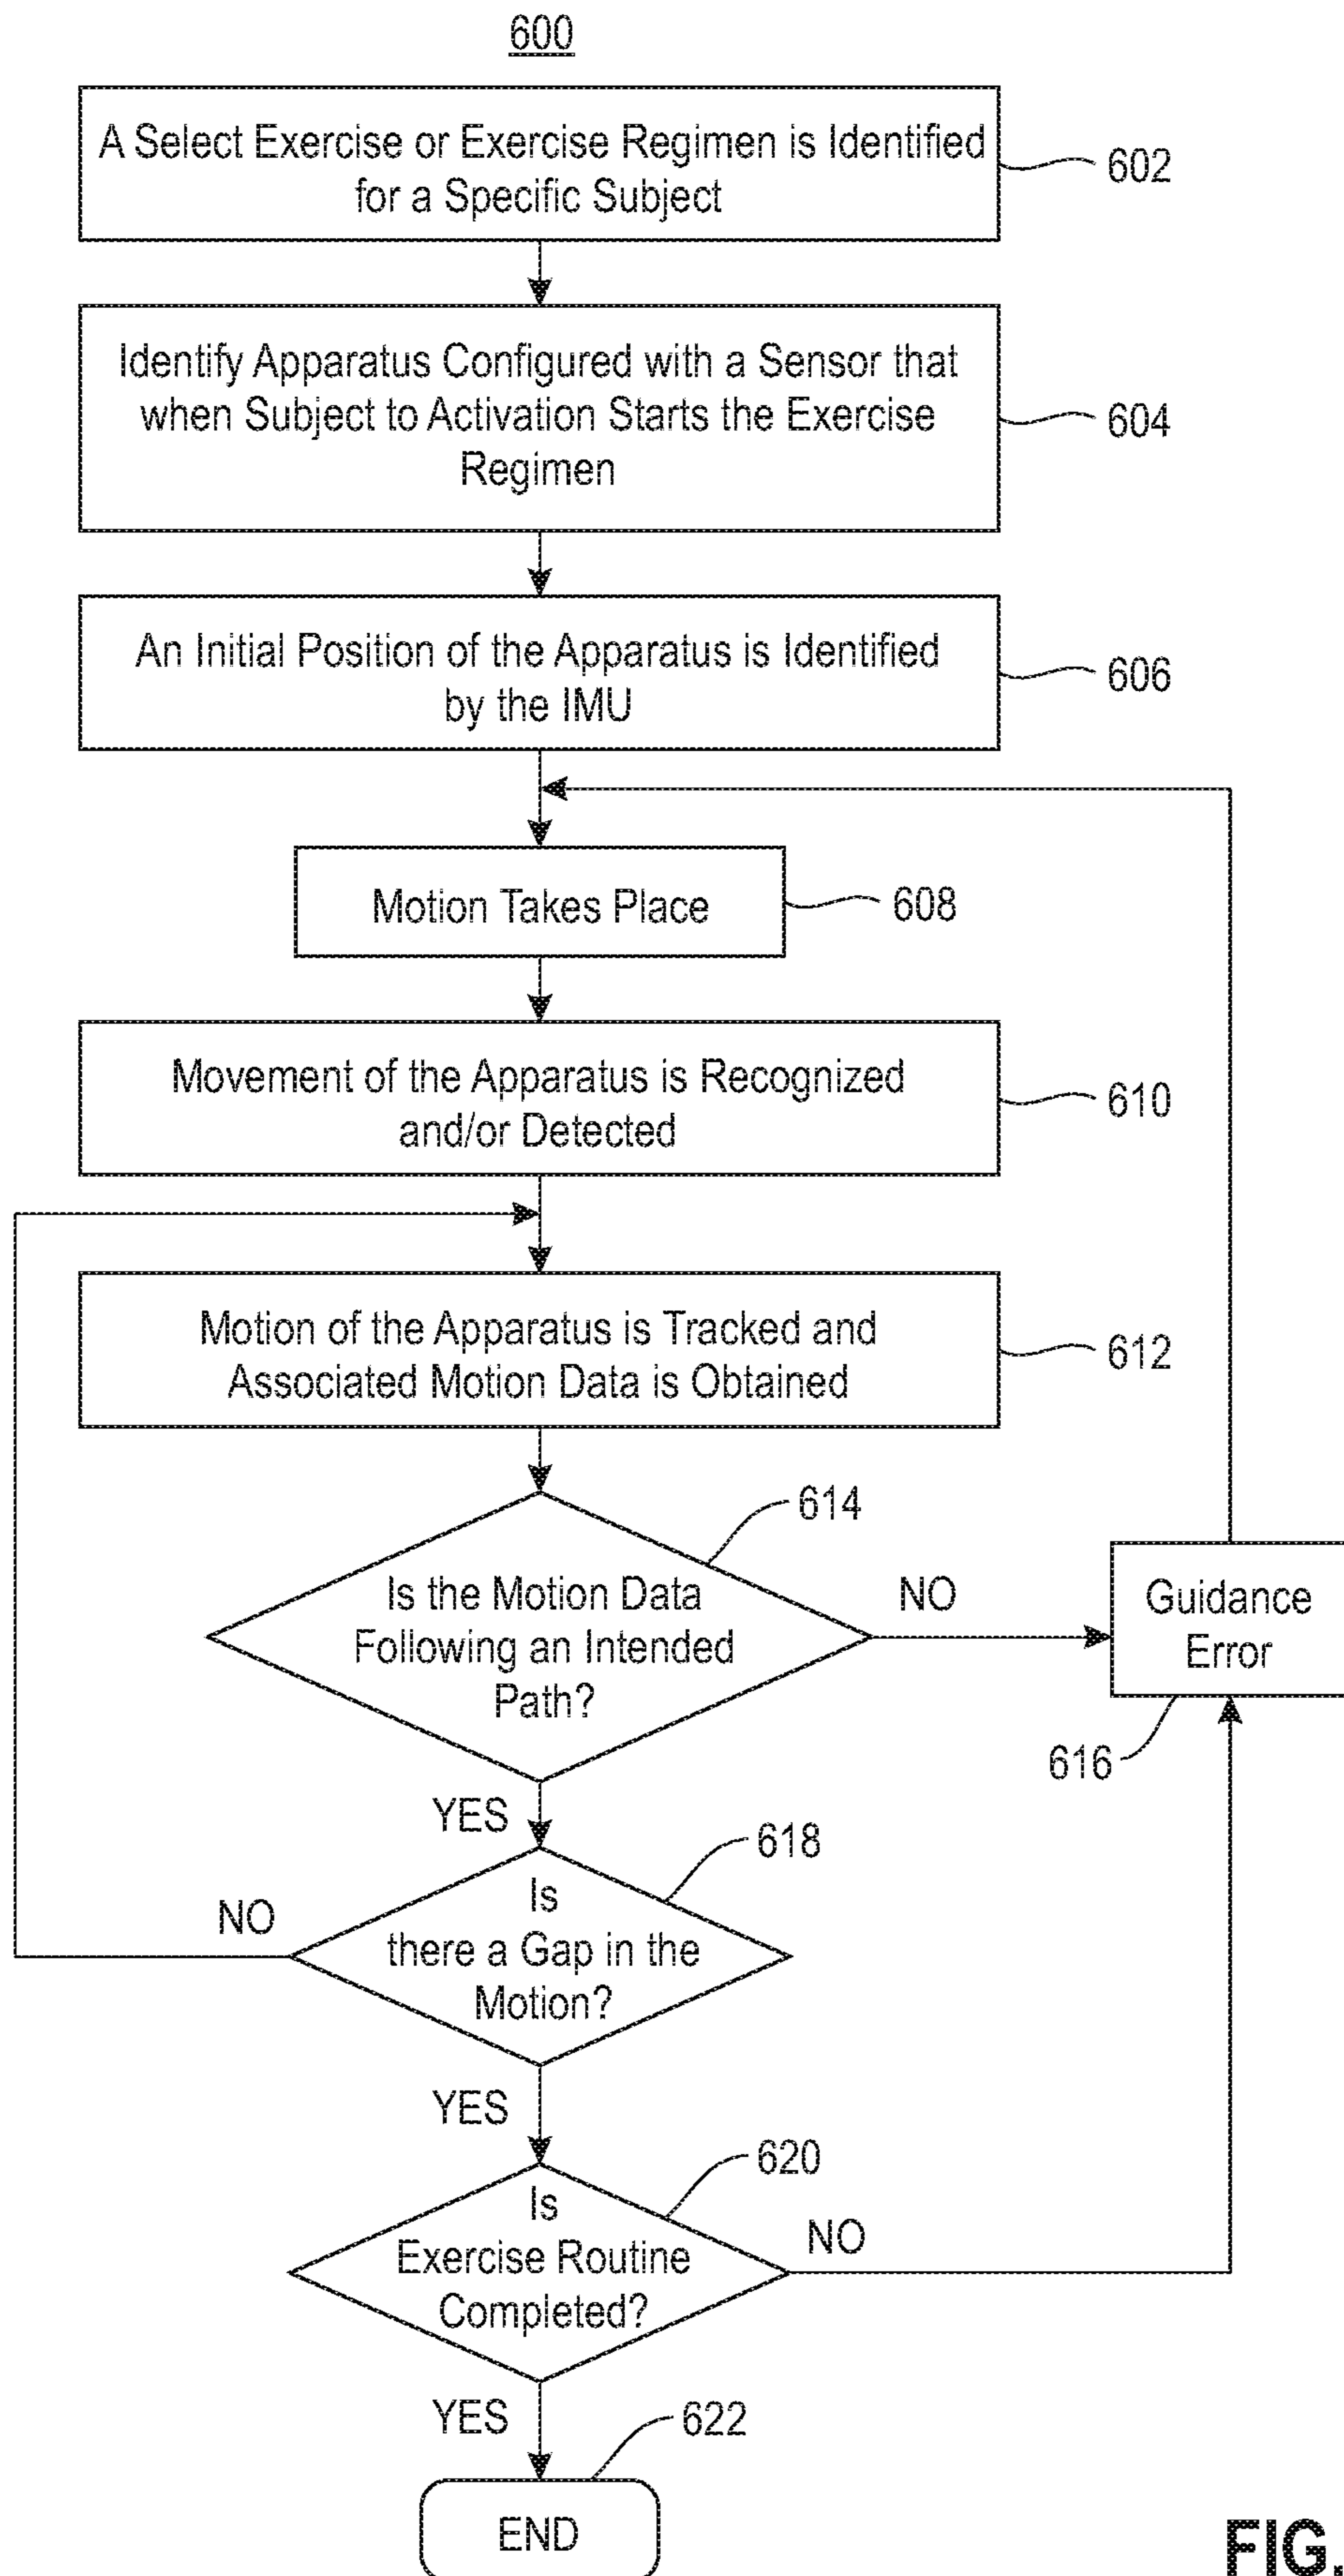 600
A Select Exercise or Exercise Regimen is Identified
for a Specific Subject
602
Identify Apparatus Configured with a Sensor that
when Subject to Activation Starts the Exercise
Regimen
604
An Initial Position of the Apparatus is Identified
by the IMU
606
Motion Takes Place
608
Movement of the Apparatus is Recognized
and/or Detected
610
Motion of the Apparatus is Tracked and
Associated Motion Data is Obtained
612
614
Is the Motion Data
Following an Intended
Path?
NO
Guidance
Error
616
YES
618
Is
there a Gap in the
Motion?
NO
YES
620
Is
Exercise Routine
Completed?
NO
YES
622
END
FIG.